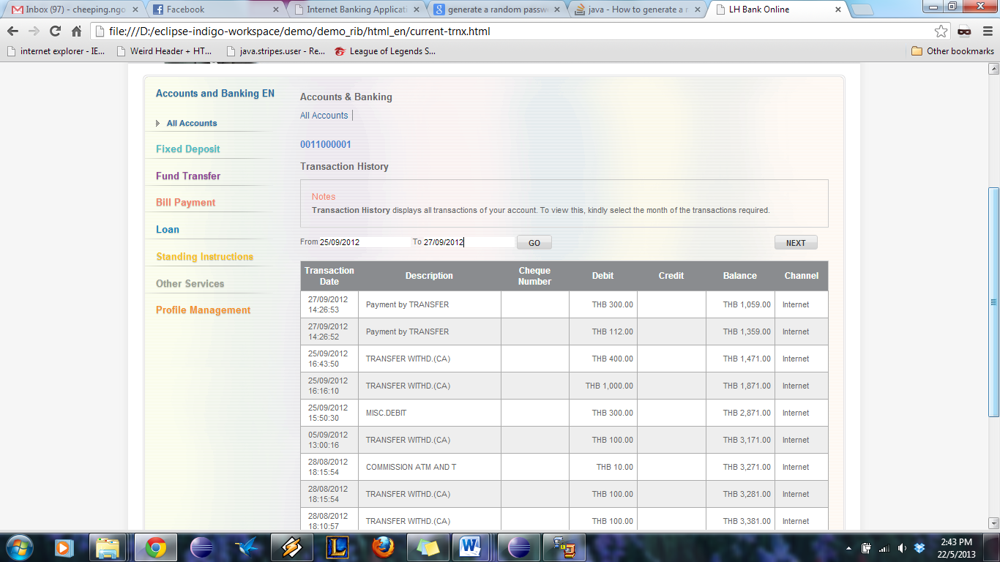 Inbox (97) - cheeping.ngo
Facebook
Internet Banking Applicati
generate a random passw
java - How to generate a r
LH Bank Online
file:///D:/eclipse-indigo-workspace/demo/demo_rib/html_en/current-trnx.html
internet explorer - IE...
Weird Header + HT...
java.stripes.user - Re...
League of Legends S...
Other bookmarks
Accounts and Banking EN
All Accounts
Fixed Deposit
Fund Transfer
Bill Payment
Loan
Standing Instructions
Other Services
Profile Management
Accounts & Banking
All Accounts
0011000001
Transaction History
Notes
Transaction History displays all transactions of your account. To view this, kindly select the month of the transactions required.
From 25/09/2012 To 27/09/2012 GO NEXT
Transaction Date Description Cheque Number Debit Credit Balance Channel
27/09/2012 14:26:53 Payment by TRANSFER THB 300.00 THB 1,059.00 Internet
27/09/2012 14:26:52 Payment by TRANSFER THB 112.00 THB 1,359.00 Internet
25/09/2012 16:43:50 TRANSFER WITHD.(CA) THB 400.00 THB 1,471.00 Internet
25/09/2012 16:16:10 TRANSFER WITHD.(CA) THB 1,000.00 THB 1,871.00 Internet
25/09/2012 15:50:30 MISC.DEBIT THB 300.00 THB 2,871.00 Internet
05/09/2012 13:00:16 TRANSFER WITHD.(CA) THB 100.00 THB 3,171.00 Internet
28/08/2012 18:15:54 COMMISSION ATM AND T THB 10.00 THB 3,271.00 Internet
28/08/2012 18:15:54 TRANSFER WITHD.(CA) THB 100.00 THB 3,281.00 Internet
28/08/2012 18:10:57 TRANSFER WITHD.(CA) THB 100.00 THB 3,381.00 Internet
2:43 PM
22/5/2013